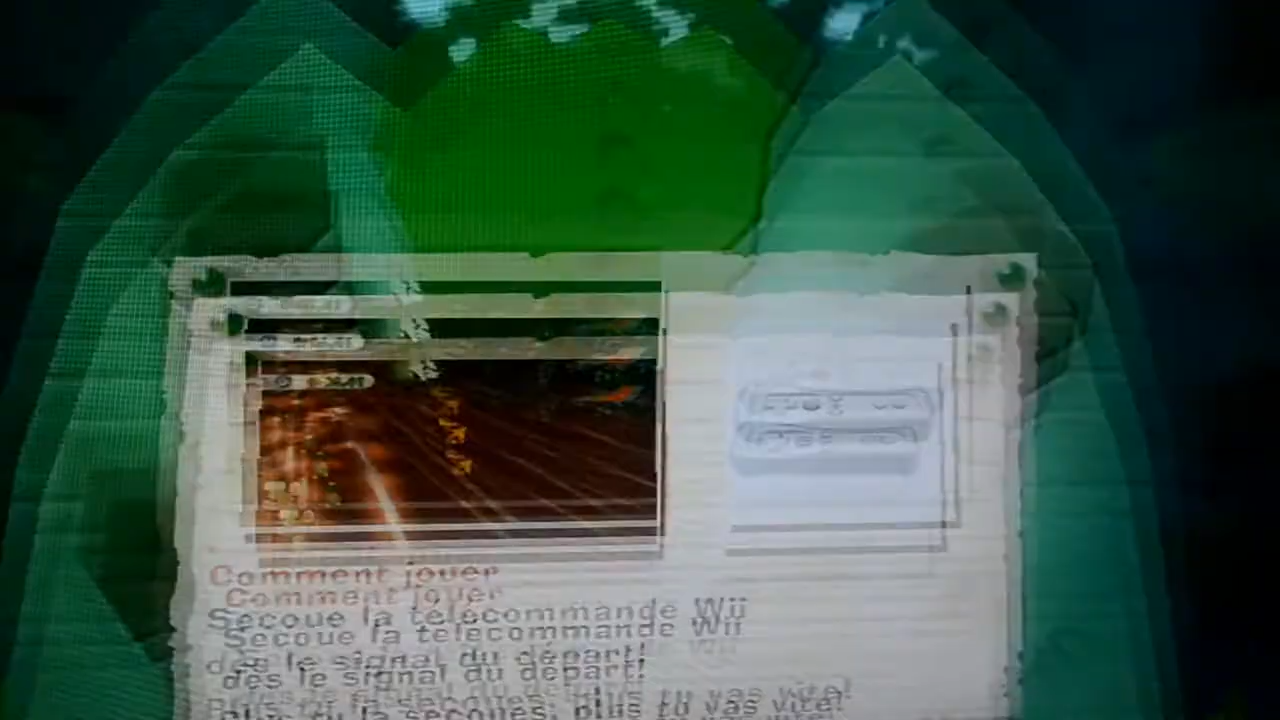 Comment jouer
Secoue la télécommande Wii
dès le signal du départ!
Plus tu la secoues, plus tu vas vite!